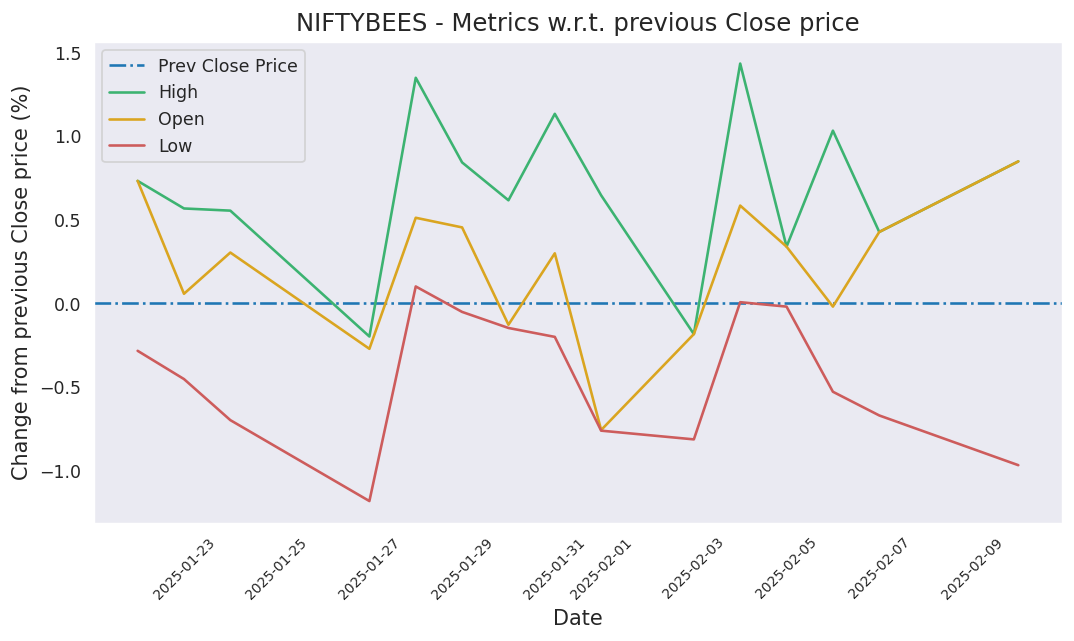 NIFTYBEES - Metrics w.r.t. previous Close price
Change from previous Close price (%)
1.5
1.0
0.5
0.0
−0.5
−1.0
Prev Close Price
High
Open
Low
2025-01-23
2025-01-25
2025-01-27
2025-01-29
2025-01-31
2025-02-01
2025-02-03
2025-02-05
2025-02-07
2025-02-09
Date